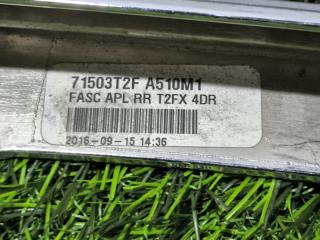 71503T2F A510M1
FASC APL RR T2FX 4DR
2016-09-15 14:36